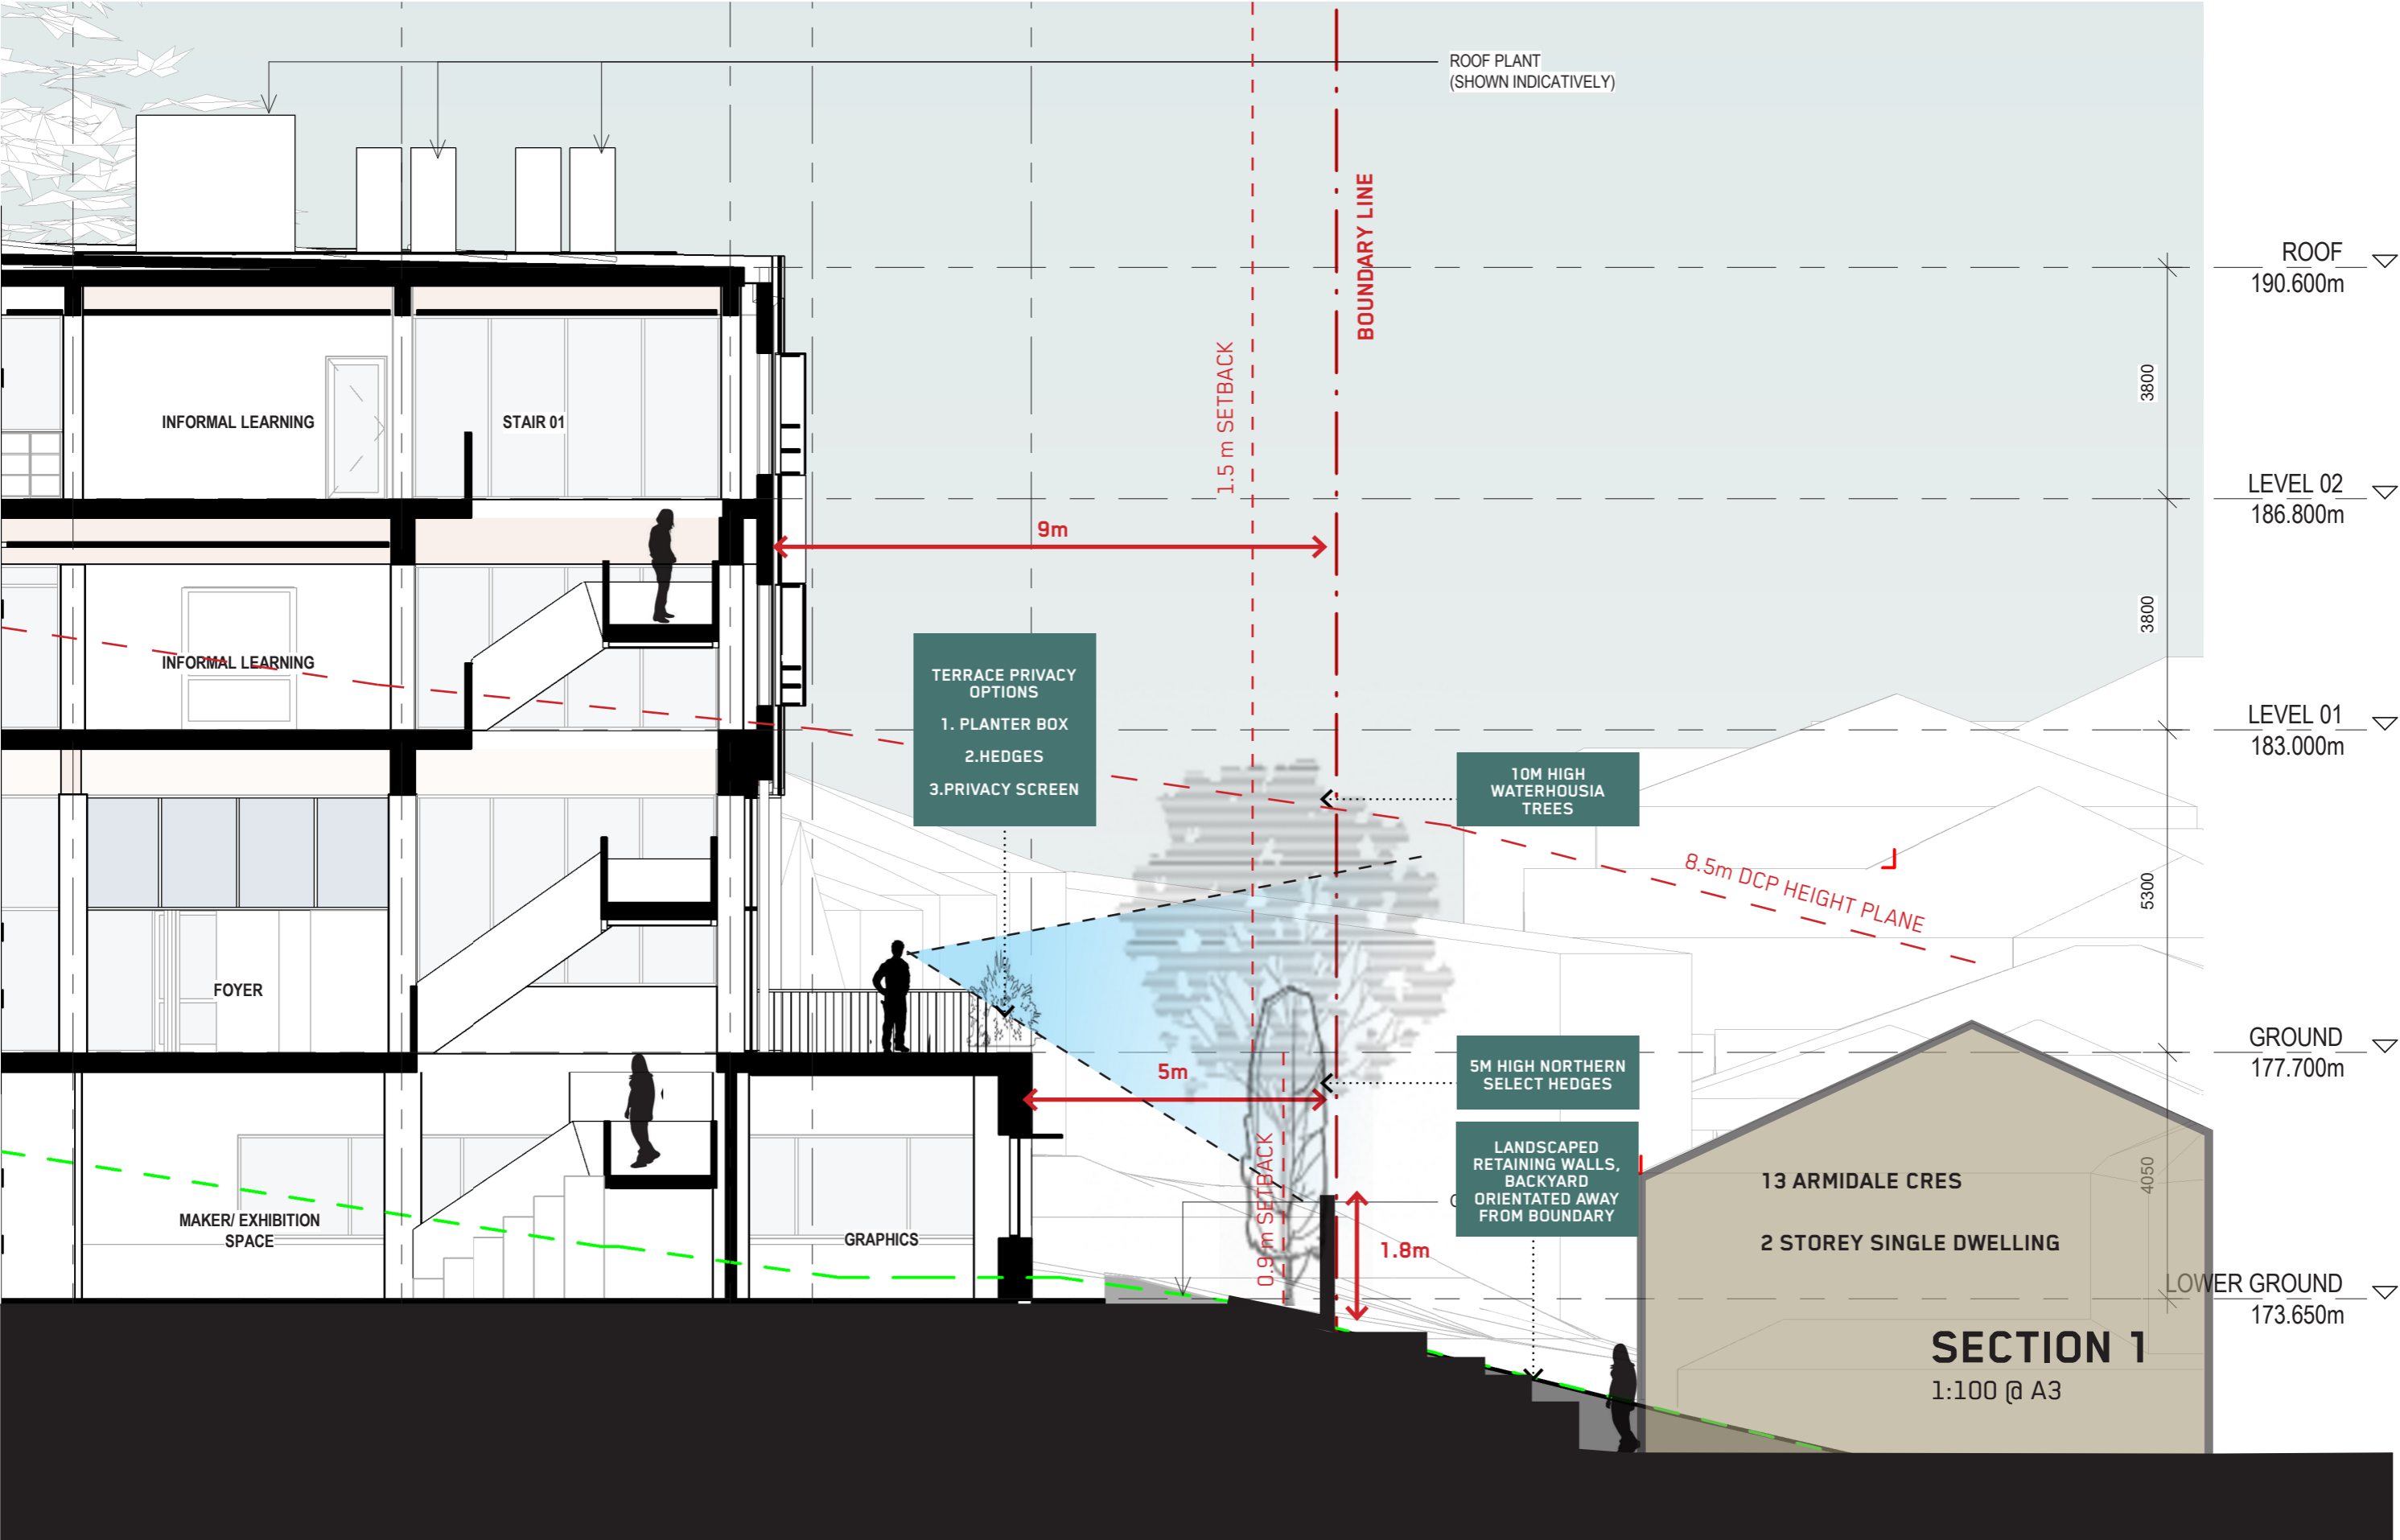 ROOF PLANT
(SHOWN INDICATIVELY)
BOUNDARY LINE
1.5 m SETBACK
ROOF
190.600m
3800
INFORMAL LEARNING
STAIR 01
LEVEL 02
186.800m
9m
3800
INFORMAL LEARNING
TERRACE PRIVACY
OPTIONS
1. PLANTER BOX
2.HEDGES
3.PRIVACY SCREEN
LEVEL 01
183.000m
10M HIGH
WATERHOUSIA
TREES
8.5m DCP HEIGHT PLANE
5300
FOYER
GROUND
177.700m
5m
5M HIGH NORTHERN
SELECT HEDGES
0.9 m SETBACK
LANDSCAPED
RETAINING WALLS,
BACKYARD
ORIENTATED AWAY
FROM BOUNDARY
4050
13 ARMIDALE CRES
2 STOREY SINGLE DWELLING
MAKER/ EXHIBITION
SPACE
GRAPHICS
1.8m
LOWER GROUND
173.650m
SECTION 1
1:100 @ A3